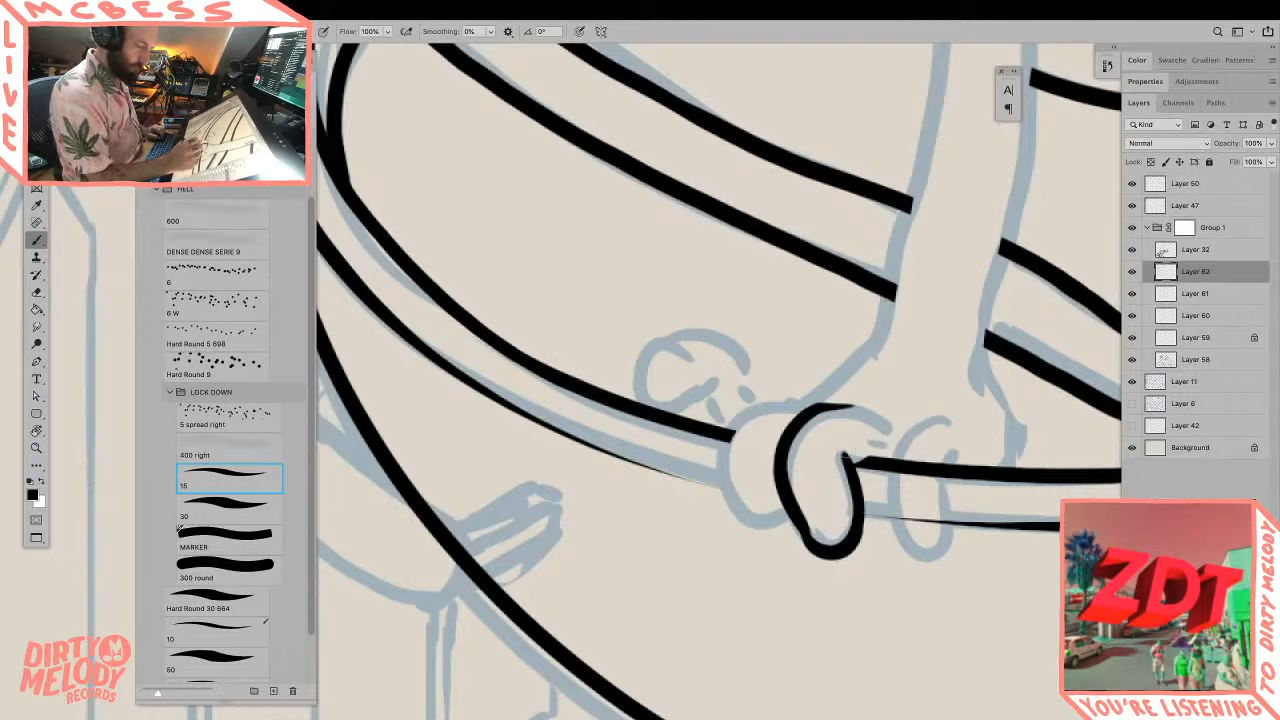 MCBESS
LIVE
Flow: 100%
Smoothing: 0%
0°
Color
Swatche
Gradien
Patterns
Properties
Adjustments
Layers
Channels
Paths
Kind
Normal
Opacity: 100%
Lock:
Fill: 100%
Layer 50
Layer 47
Group 1
Layer 32
Layer 62
Layer 61
Layer 60
Layer 59
Layer 58
Layer 11
Layer 6
Layer 42
Background
A
¶
HELL
600
DENSE DENSE SERIE 9
6
6 W
Hard Round 5 698
Hard Round 9
LOCK DOWN
5 spread right
400 right
15
30
MARKER
300 round
Hard Round 30 664
10
50
DIRTY
MELODY
RECORDS
ZDT
YOU'RE LISTENING
TO DIRTY MELODY